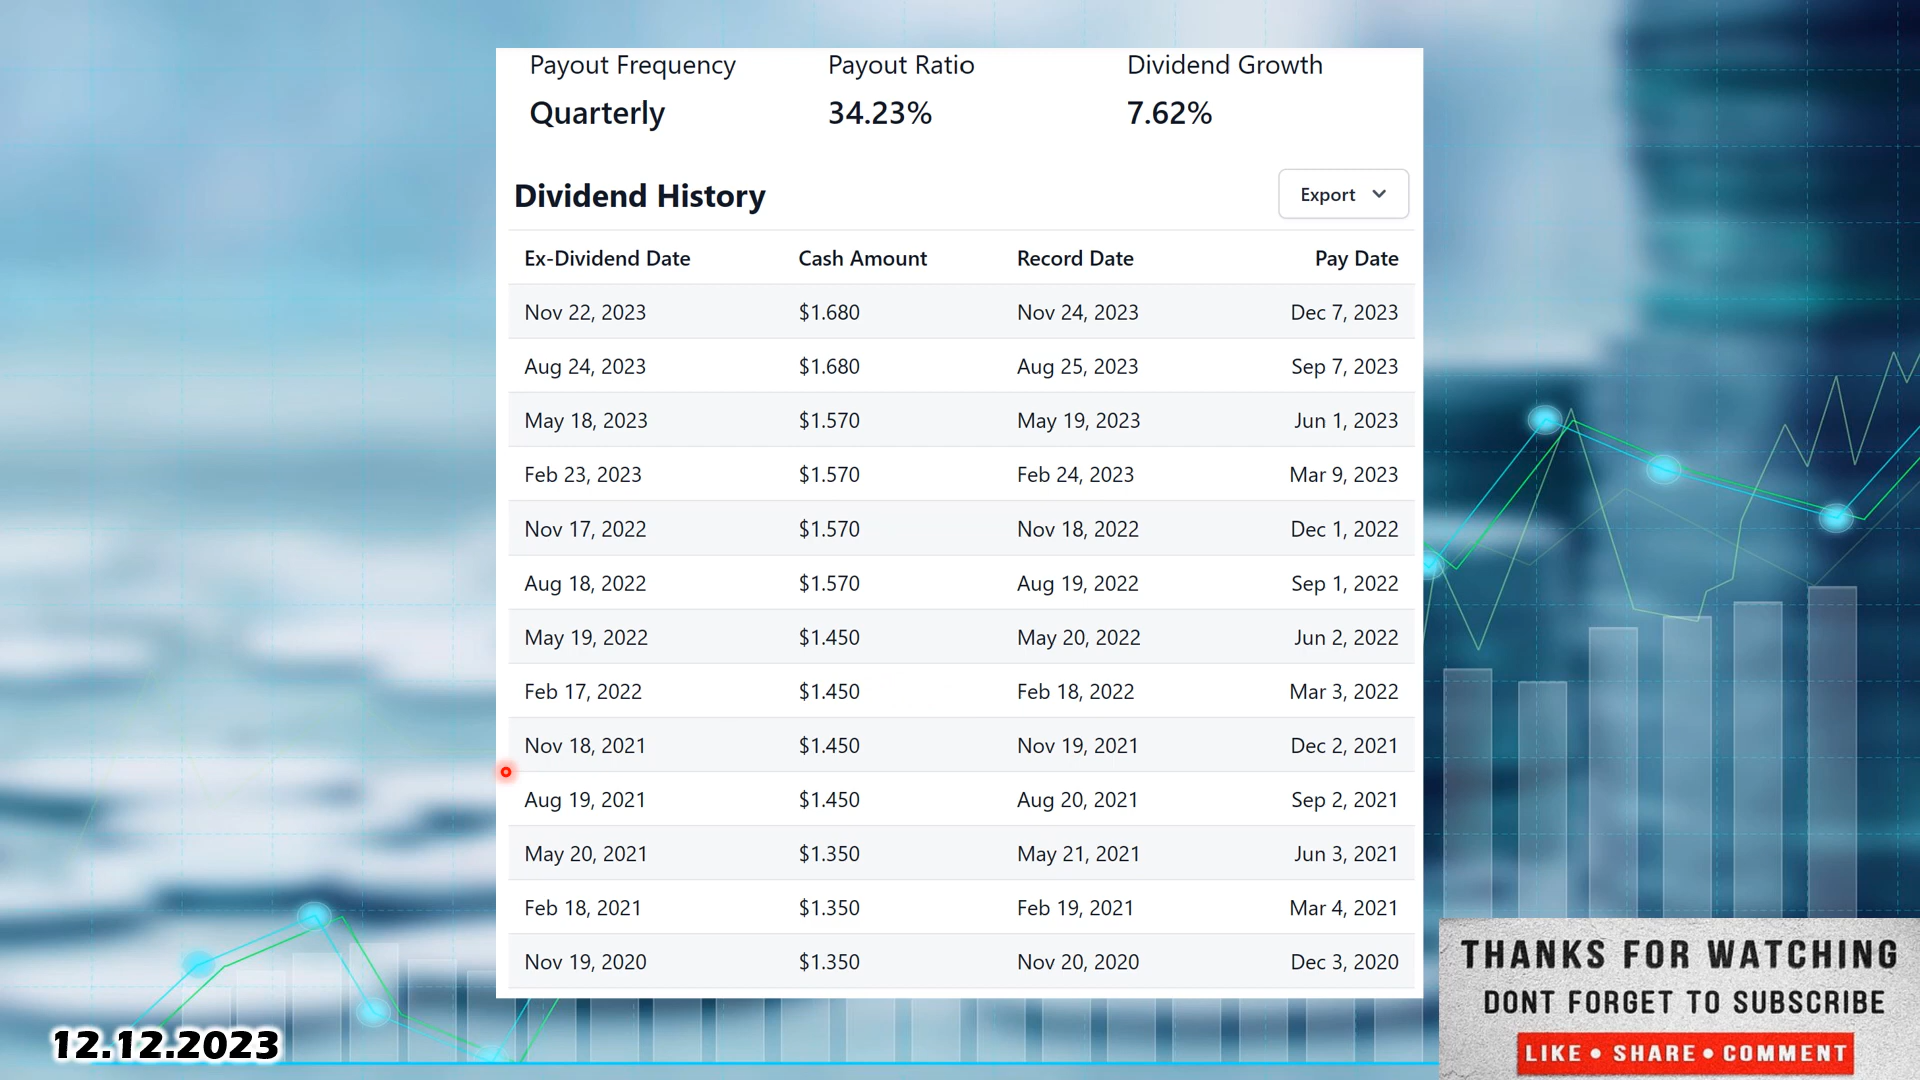 Payout Frequency Payout Ratio Dividend Growth
Quarterly 34.23% 7.62%
Dividend History Export
Ex-Dividend Date Cash Amount Record Date Pay Date
Nov 22, 2023 $1.680 Nov 24, 2023 Dec 7, 2023
Aug 24, 2023 $1.680 Aug 25, 2023 Sep 7, 2023
May 18, 2023 $1.570 May 19, 2023 Jun 1, 2023
Feb 23, 2023 $1.570 Feb 24, 2023 Mar 9, 2023
Nov 17, 2022 $1.570 Nov 18, 2022 Dec 1, 2022
Aug 18, 2022 $1.570 Aug 19, 2022 Sep 1, 2022
May 19, 2022 $1.450 May 20, 2022 Jun 2, 2022
Feb 17, 2022 $1.450 Feb 18, 2022 Mar 3, 2022
Nov 18, 2021 $1.450 Nov 19, 2021 Dec 2, 2021
Aug 19, 2021 $1.450 Aug 20, 2021 Sep 2, 2021
May 20, 2021 $1.350 May 21, 2021 Jun 3, 2021
Feb 18, 2021 $1.350 Feb 19, 2021 Mar 4, 2021
Nov 19, 2020 $1.350 Nov 20, 2020 Dec 3, 2020
12.12.2023
THANKS FOR WATCHING
DONT FORGET TO SUBSCRIBE
LIKE • SHARE • COMMENT